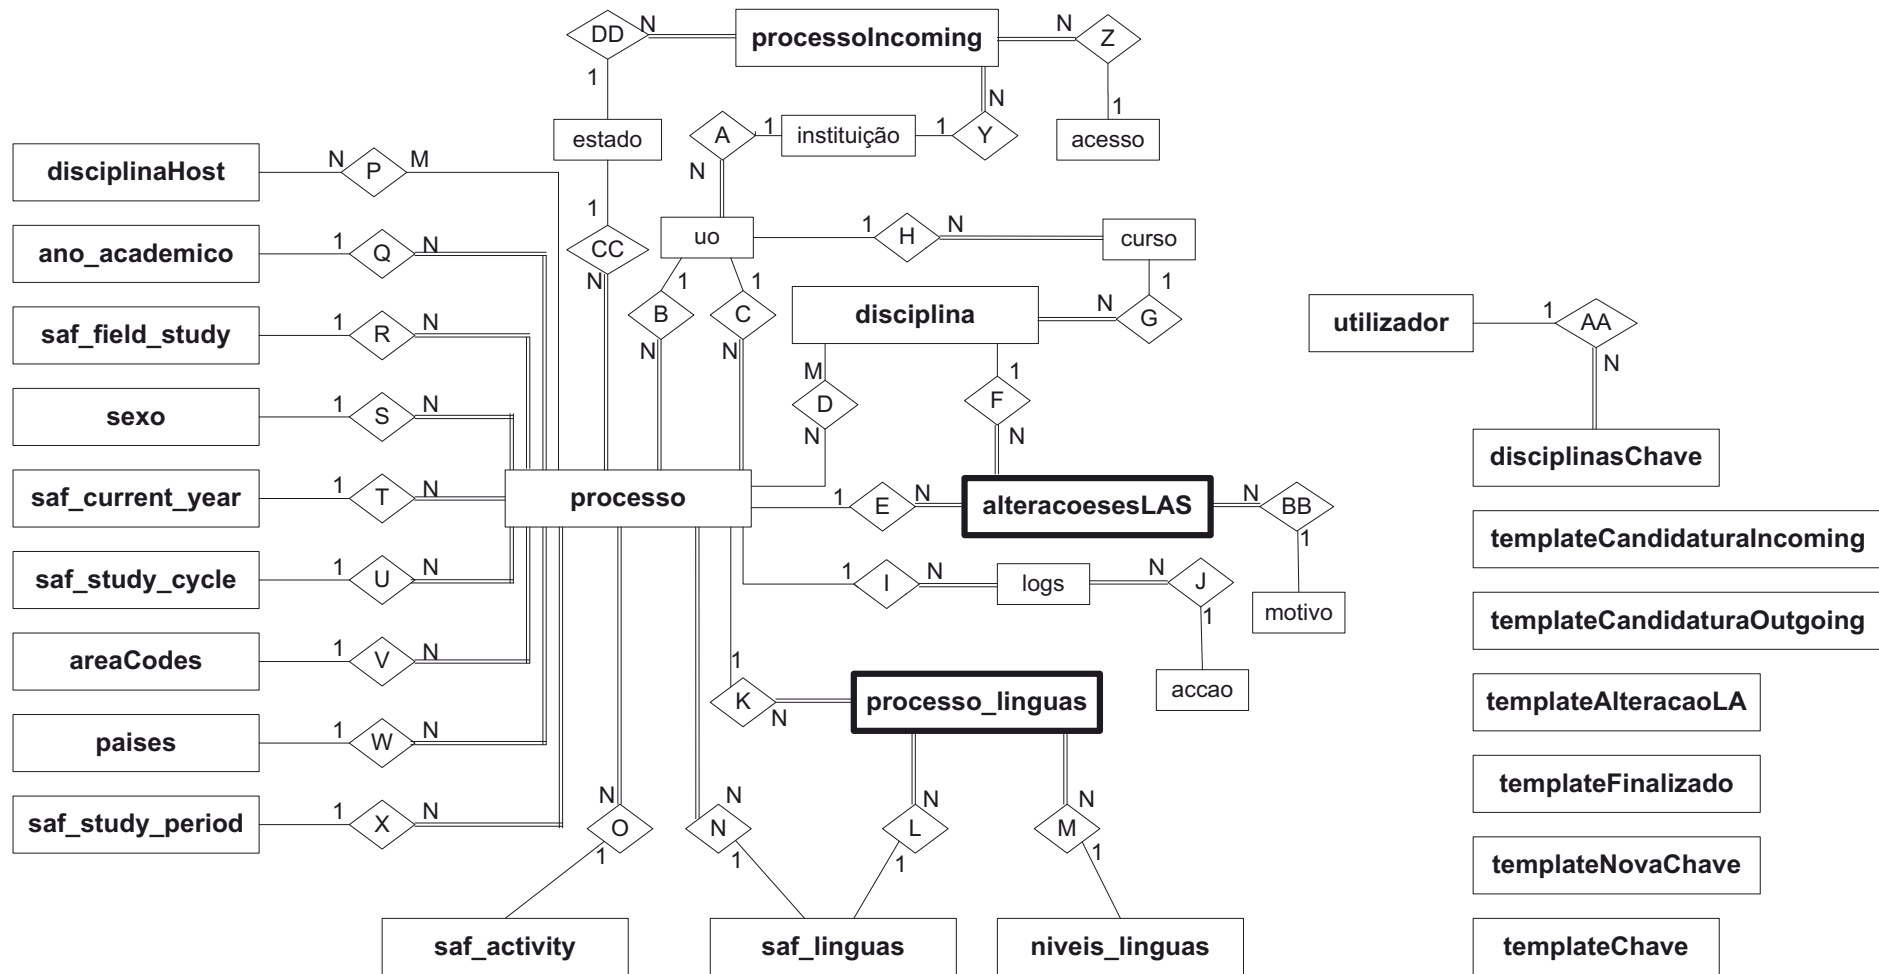 DD
N
processoIncoming
N
Z
1
N
1
A
1
instituição
1
Y
estado
acesso
N
disciplinaHost
N
P
M
1
uo
1
H
N
curso
ano_academico
1
Q
N
CC
N
1
1
1
B
C
disciplina
N
G
saf_field_study
1
R
N
N
N
utilizador
1
AA
N
M
1
D
F
N
N
sexo
1
S
N
disciplinasChave
saf_current_year
1
T
N
processo
1
E
N
alteracoesesLAS
N
BB
1
templateCandidaturaIncoming
saf_study_cycle
1
U
N
1
I
N
logs
N
J
1
motivo
templateCandidaturaOutgoing
areaCodes
1
V
N
1
K
N
processo_linguas
accao
templateAlteracaoLA
paises
1
W
N
templateFinalizado
saf_study_period
1
X
N
N
O
1
N
N
1
N
L
1
N
M
1
templateNovaChave
saf_activity
saf_linguas
niveis_linguas
templateChave